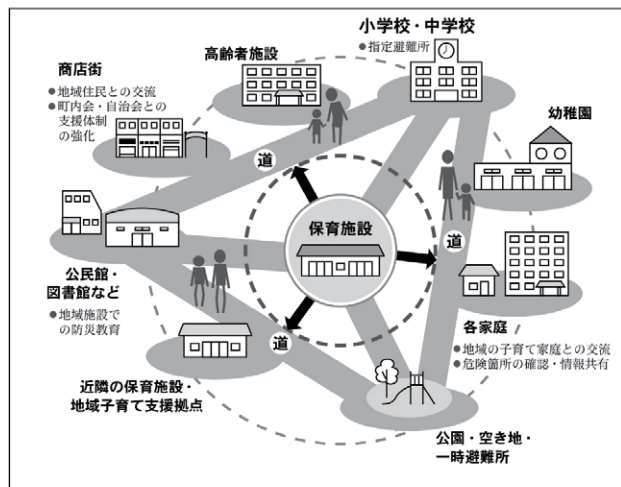 小学校・中学校
●指定避難所
高齢者施設
商店街
●地域住民との交流
●町内会・自治会との
支援体制
の強化
幼稚園
道
保育施設
道
公民館・
図書館など
●地域施設で
の防災教育
各家庭
●地域の子育て家庭との交流
●危険箇所の確認・情報共有
道
近隣の保育施設・
地域子育て支援拠点
公園・空き地・
一時避難所